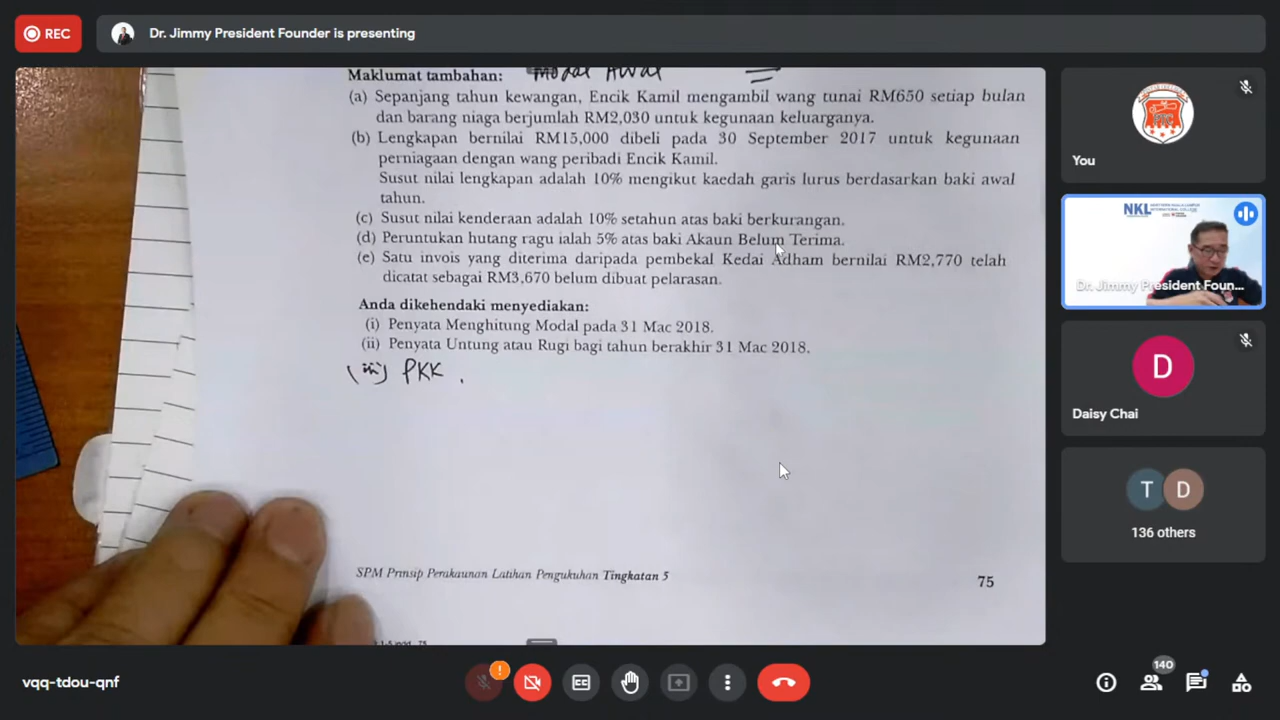 REC
Dr. Jimmy President Founder is presenting
Maklumat tambahan: Modal Awal
(a) Sepanjang tahun kewangan, Encik Kamil mengambil wang tunai RM650 setiap bulan
dan barang niaga berjumlah RM2,030 untuk kegunaan keluarganya.
(b) Lengkapan bernilai RM15,000 dibeli pada 30 September 2017 untuk kegunaan
perniagaan dengan wang peribadi Encik Kamil.
Susut nilai lengkapan adalah 10% mengikut kaedah garis lurus berdasarkan baki awal
tahun.
(c) Susut nilai kenderaan adalah 10% setahun atas baki berkurangan.
(d) Peruntukan hutang ragu ialah 5% atas baki Akaun Belum Terima.
(e) Satu invois yang diterima daripada pembekal Kedai Adham bernilai RM2,770 telah
dicatat sebagai RM3,670 belum dibuat pelarasan.
Anda dikehendaki menyediakan:
(i) Penyata Menghitung Modal pada 31 Mac 2018.
(ii) Penyata Untung atau Rugi bagi tahun berakhir 31 Mac 2018.
(iii) PKK.
SPM Prinsip Perakaunan Latihan Pengukuhan Tingkatan 5
75
You
NKL
INTERNATIONAL COLLEGE
Dr. Jimmy President Foun...
D
Daisy Chai
T D
136 others
vqq-tdou-qnf
CC
140